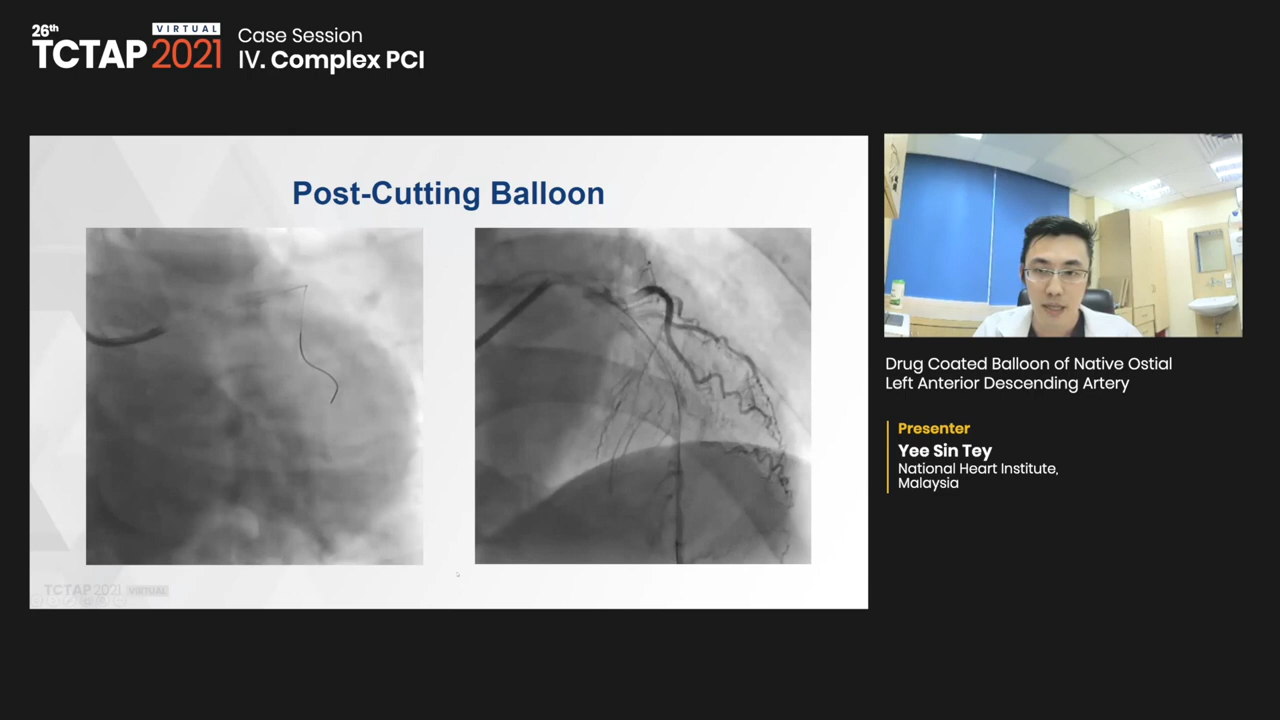 26th
TCTAP VIRTUAL 2021
Case Session
IV. Complex PCI
Post-Cutting Balloon
TCTAP 2021 VIRTUAL
Drug Coated Balloon of Native Ostial
Left Anterior Descending Artery
Presenter
Yee Sin Tey
National Heart Institute,
Malaysia